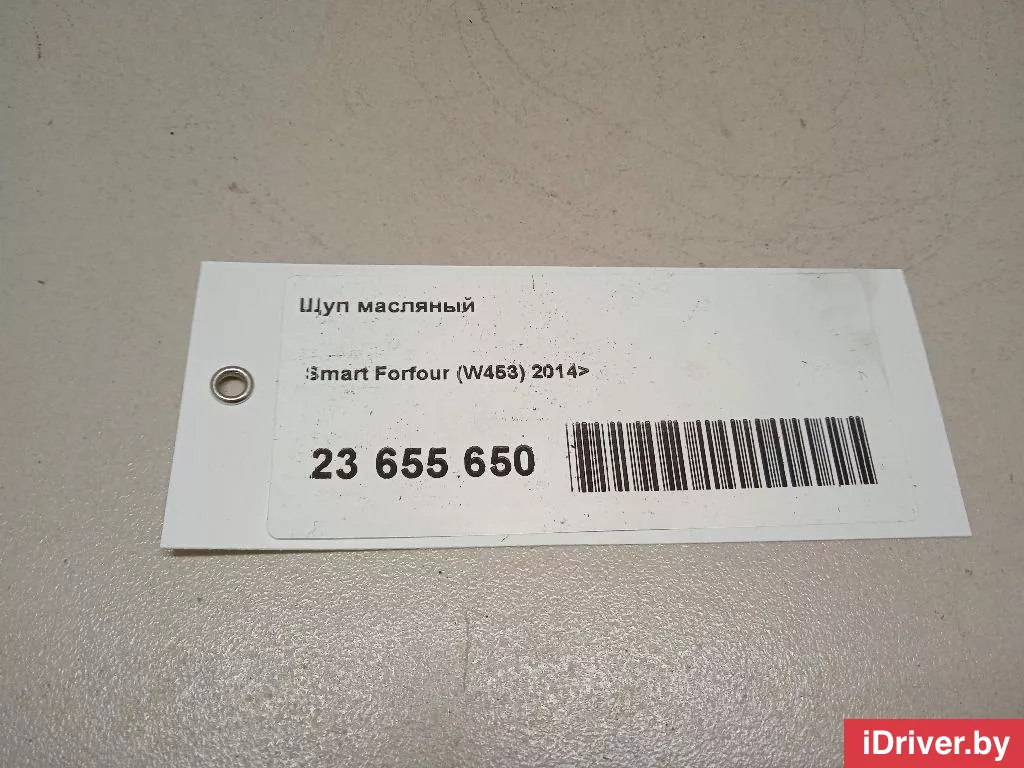 Щуп масляный
Smart Forfour (W453) 2014>
23 655 650
iDriver.by